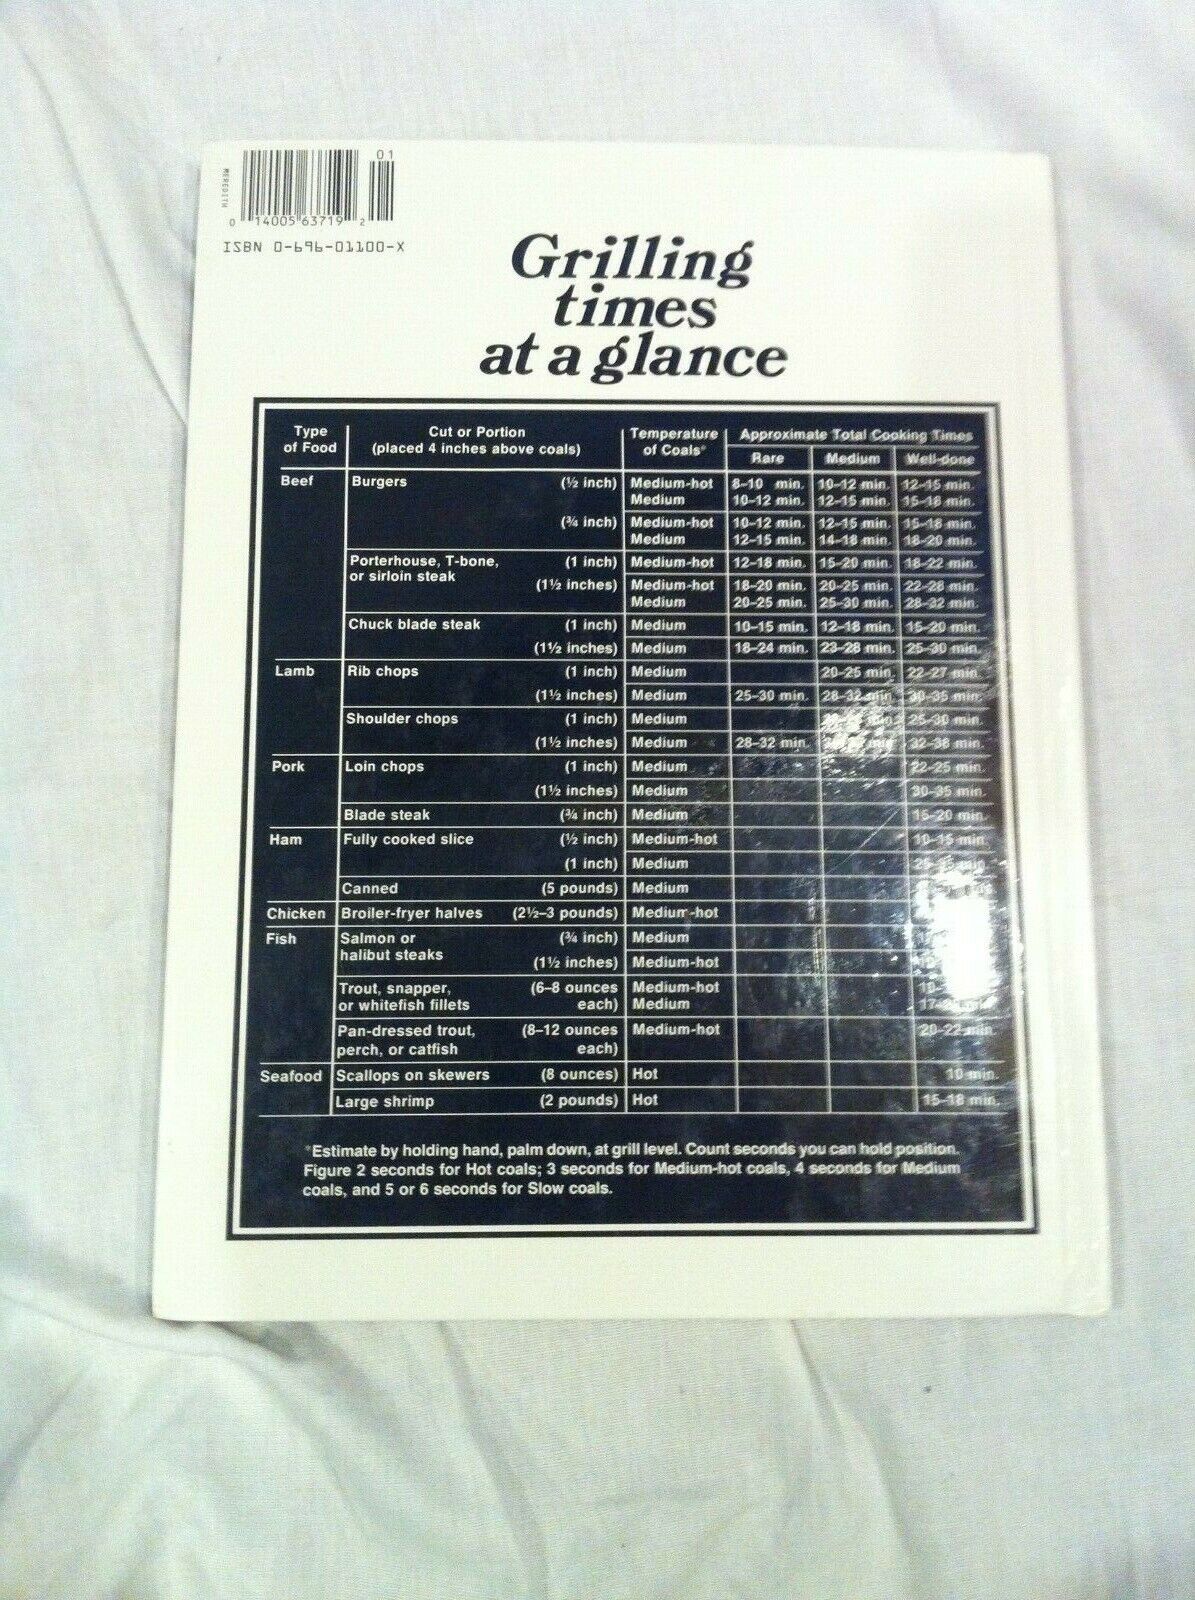 01
MEREDITH
0 14005 63719 2
ISBN 0-696-01100-X
Grilling
times
at a glance
Type of Food Cut or Portion (placed 4 inches above coals) Temperature of Coals* Approximate Total Cooking Times
Rare Medium Well-done
Beef Burgers (½ inch) Medium-hot 8–10 min. 10–12 min. 12–15 min.
Medium 10–12 min. 12–15 min. 15–18 min.
(¾ inch) Medium-hot 10–12 min. 12–15 min. 15–18 min.
Medium 12–15 min. 14–18 min. 18–20 min.
Porterhouse, T-bone, (1 inch) Medium-hot 12–18 min. 15–20 min. 18–22 min.
or sirloin steak (1½ inches) Medium-hot 18–20 min. 20–25 min. 22–28 min.
Medium 20–25 min. 25–30 min. 28–32 min.
Chuck blade steak (1 inch) Medium 10–15 min. 12–18 min. 15–20 min.
(1½ inches) Medium 18–24 min. 23–28 min. 25–30 min.
Lamb Rib chops (1 inch) Medium 20–25 min. 22–27 min.
(1½ inches) Medium 25–30 min. 28–32 min. 30–35 min.
Shoulder chops (1 inch) Medium min. 25–30 min.
(1½ inches) Medium 28–32 min. min. 32–38 min.
Pork Loin chops (1 inch) Medium 22–25 min.
(1½ inches) Medium 30–35 min.
Blade steak (¾ inch) Medium 15–20 min.
Ham Fully cooked slice (½ inch) Medium-hot 10–15 min.
(1 inch) Medium min.
Canned (5 pounds) Medium
Chicken Broiler-fryer halves (2½–3 pounds) Medium-hot
Fish Salmon or (¾ inch) Medium
halibut steaks (1½ inches) Medium-hot
Trout, snapper, (6–8 ounces Medium-hot
or whitefish fillets each) Medium
Pan-dressed trout, (8–12 ounces Medium-hot 20–22 min.
perch, or catfish each)
Seafood Scallops on skewers (8 ounces) Hot 10 min.
Large shrimp (2 pounds) Hot 15–18 min.
*Estimate by holding hand, palm down, at grill level. Count seconds you can hold position.
Figure 2 seconds for Hot coals; 3 seconds for Medium-hot coals, 4 seconds for Medium
coals, and 5 or 6 seconds for Slow coals.